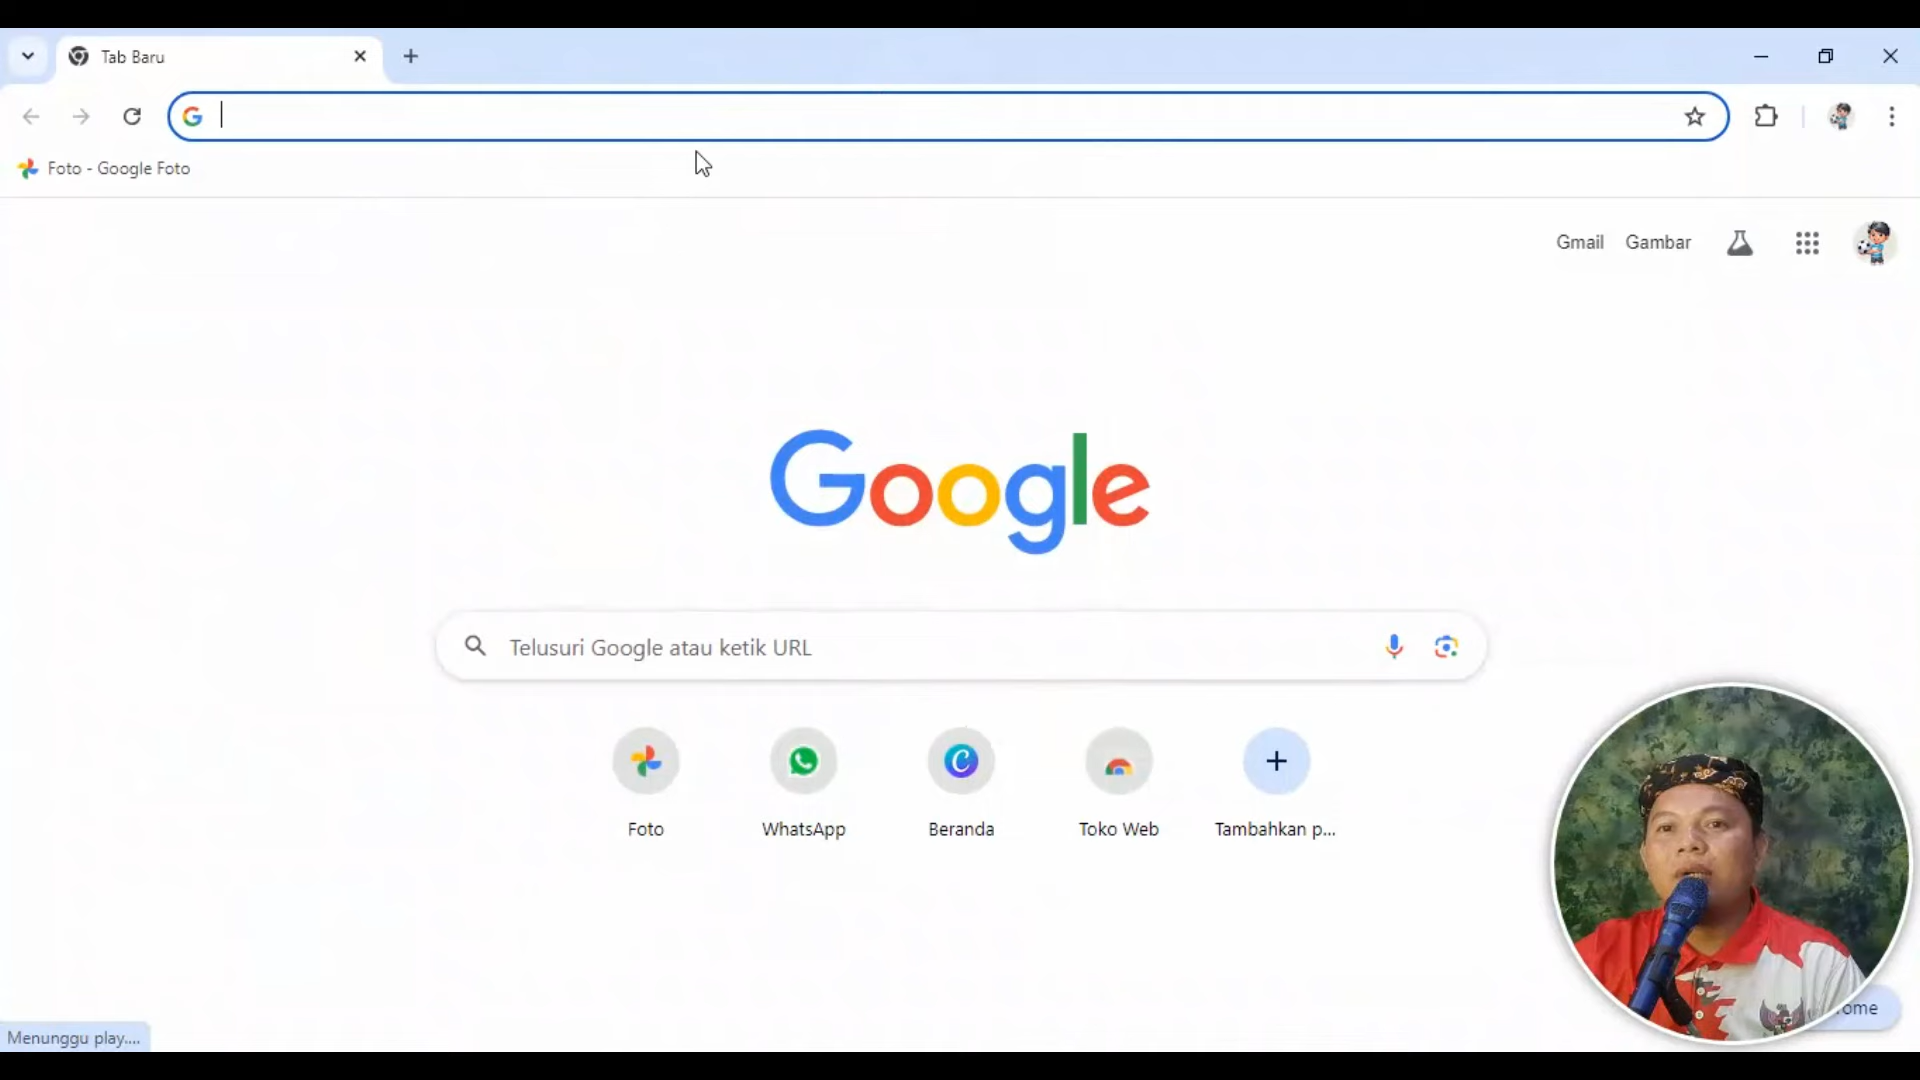 Tab Baru
Foto - Google Foto
Gmail Gambar
Google
Telusuri Google atau ketik URL
Foto WhatsApp Beranda Toko Web Tambahkan p...
ome
Menunggu play....